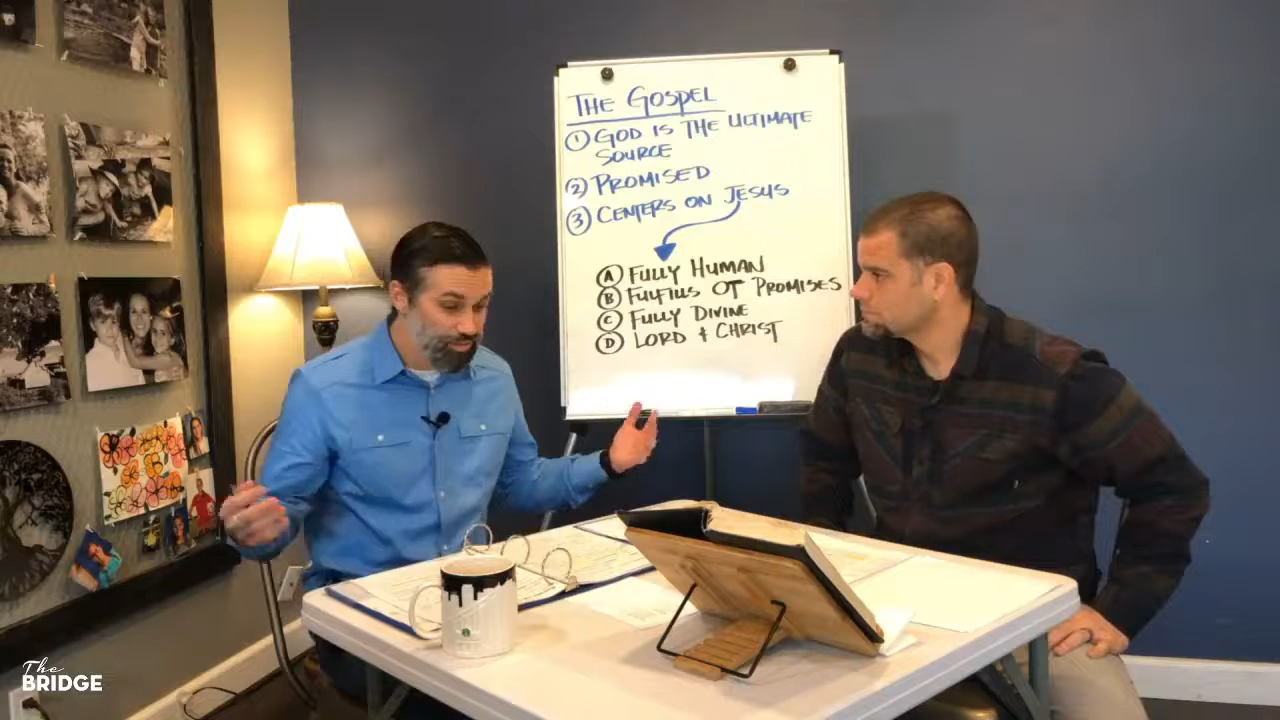 THE GOSPEL
① GOD IS THE ULTIMATE
SOURCE
② PROMISED
③ CENTERS ON JESUS
Ⓐ FULLY HUMAN
Ⓑ FULFILLS OT PROMISES
Ⓒ FULLY DIVINE
Ⓓ LORD + CHRIST
The
BRIDGE